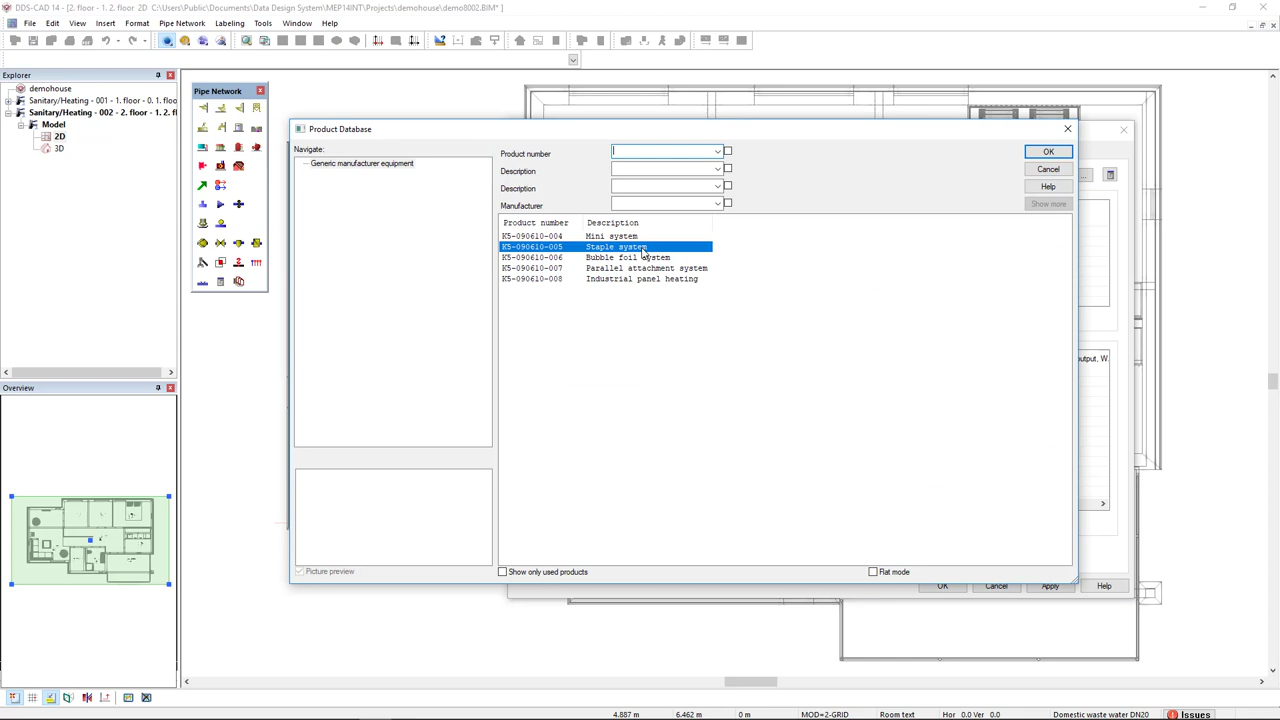 DDS-CAD 14 - [2. floor - 1. 2. floor  2D  C:\Users\Public\Documents\Data Design System\MEP14INT\Projects\demohouse\demo8002.BIM*]
File Edit View Insert Format Pipe Network Labeling Tools Window Help
Explorer
demohouse
Sanitary/Heating - 001 - 1. floor - 0. 1. floo
Sanitary/Heating - 002 - 2. floor - 1. 2. f
Model
2D
3D
Pipe Network
Product Database
Navigate:
Generic manufacturer equipment
Product number
Description
Description
Manufacturer
OK
Cancel
Help
Show more
Product number Description
K5-090610-004 Mini system
K5-090610-005 Staple system
K5-090610-006 Bubble foil system
K5-090610-007 Parallel attachment system
K5-090610-008 Industrial panel heating
...
output, W.
Overview
Picture preview
Show only used products
Flat mode
OK Cancel Apply Help
4.887 m 6.462 m 0 m MOD=2-GRID Room text Hor 0.0 Ver 0.0 Domestic waste water DN20 Issues